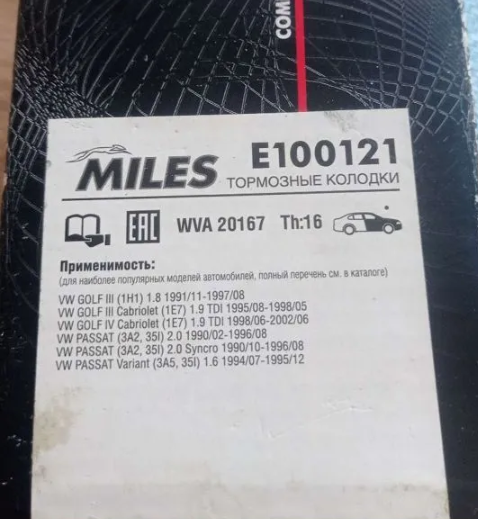 COM
MILES
E100121
ТОРМОЗНЫЕ КОЛОДКИ
EAC WVA 20167 Th:16
Применимость:
(для наиболее популярных моделей автомобилей, полный перечень см. в каталоге)
VW GOLF III (1H1) 1.8 1991/11-1997/08
VW GOLF III Cabriolet (1E7) 1.9 TDI 1995/08-1998/05
VW GOLF IV Cabriolet (1E7) 1.9 TDI 1998/06-2002/06
VW PASSAT (3A2, 35I) 2.0 1990/02-1996/08
VW PASSAT (3A2, 35I) 2.0 Syncro 1990/10-1996/08
VW PASSAT Variant (3A5, 35I) 1.6 1994/07-1995/12